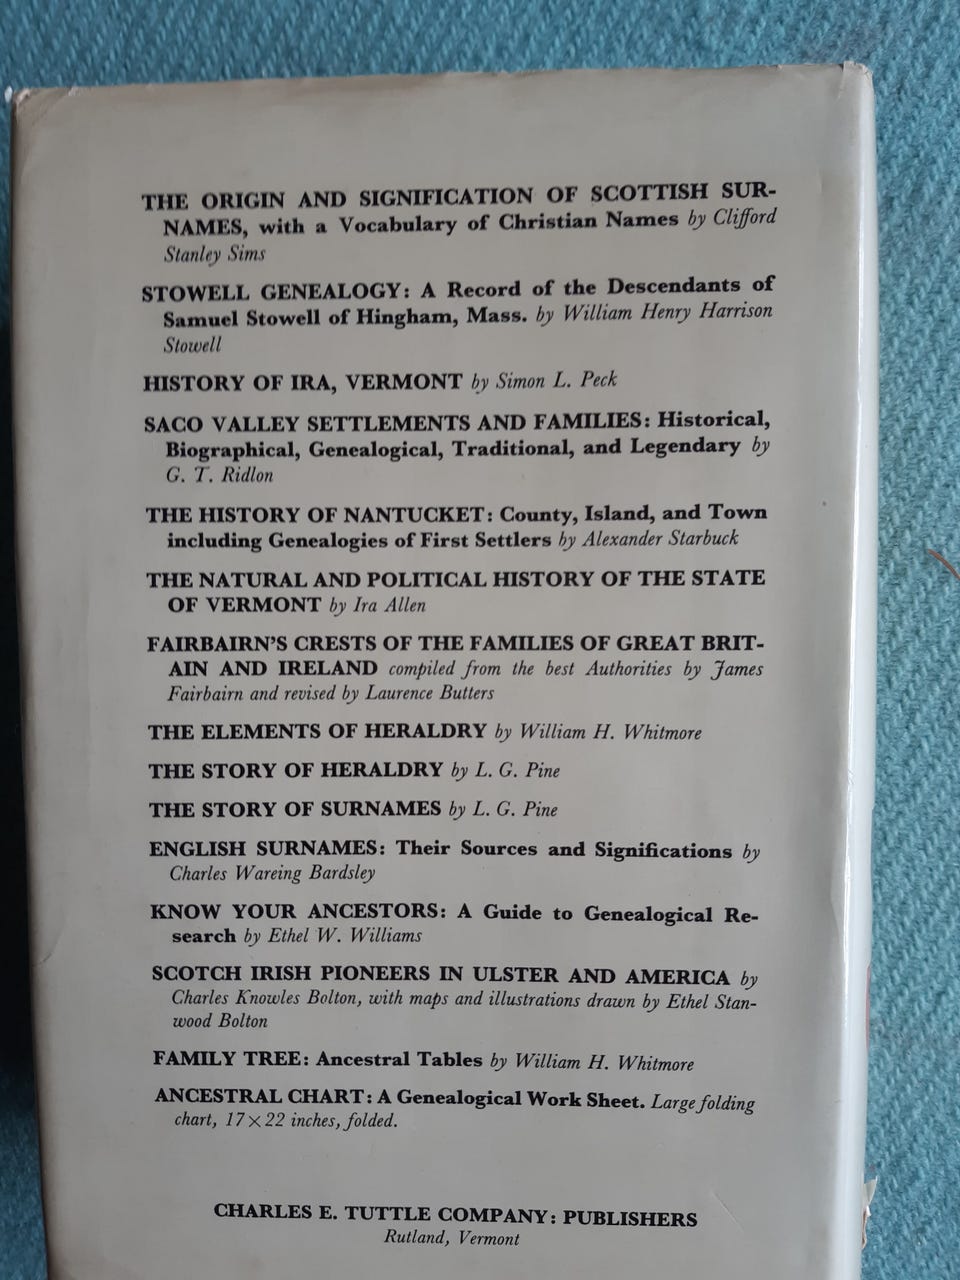 THE ORIGIN AND SIGNIFICATION OF SCOTTISH SUR-
NAMES, with a Vocabulary of Christian Names by Clifford
Stanley Sims
STOWELL GENEALOGY: A Record of the Descendants of
Samuel Stowell of Hingham, Mass. by William Henry Harrison
Stowell
HISTORY OF IRA, VERMONT by Simon L. Peck
SACO VALLEY SETTLEMENTS AND FAMILIES: Historical,
Biographical, Genealogical, Traditional, and Legendary by
G. T. Ridlon
THE HISTORY OF NANTUCKET: County, Island, and Town
including Genealogies of First Settlers by Alexander Starbuck
THE NATURAL AND POLITICAL HISTORY OF THE STATE
OF VERMONT by Ira Allen
FAIRBAIRN'S CRESTS OF THE FAMILIES OF GREAT BRIT-
AIN AND IRELAND compiled from the best Authorities by James
Fairbairn and revised by Laurence Butters
THE ELEMENTS OF HERALDRY by William H. Whitmore
THE STORY OF HERALDRY by L. G. Pine
THE STORY OF SURNAMES by L. G. Pine
ENGLISH SURNAMES: Their Sources and Significations by
Charles Wareing Bardsley
KNOW YOUR ANCESTORS: A Guide to Genealogical Re-
search by Ethel W. Williams
SCOTCH IRISH PIONEERS IN ULSTER AND AMERICA by
Charles Knowles Bolton, with maps and illustrations drawn by Ethel Stan-
wood Bolton
FAMILY TREE: Ancestral Tables by William H. Whitmore
ANCESTRAL CHART: A Genealogical Work Sheet. Large folding
chart, 17 × 22 inches, folded.
CHARLES E. TUTTLE COMPANY: PUBLISHERS
Rutland, Vermont